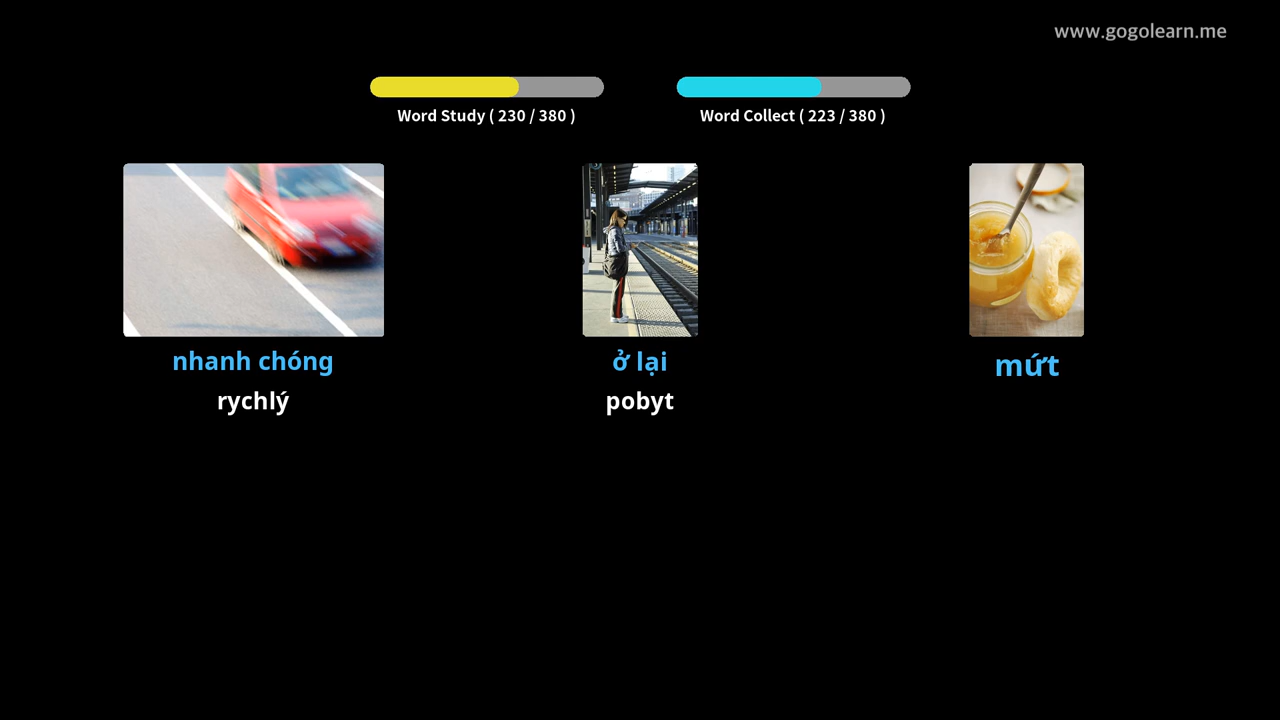 www.gogolearn.me
Word Study ( 230 / 380 )
Word Collect ( 223 / 380 )
nhanh chóng
rychlý
ở lại
pobyt
mứt